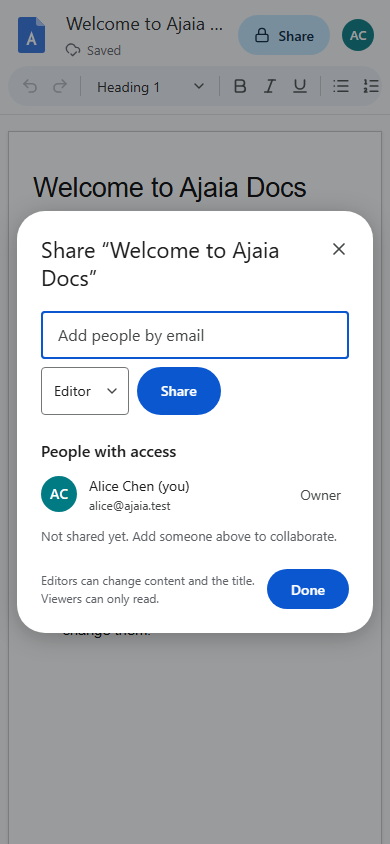 Welcome to Ajaia ...
Saved
Share
AC
Heading 1
B I U
Welcome to Ajaia Docs
Share “Welcome to Ajaia
Docs”
Add people by email
Editor
Share
People with access
AC
Alice Chen (you)
alice@ajaia.test
Owner
Not shared yet. Add someone above to collaborate.
Editors can change content and the title.
Viewers can only read.
Done
change them.